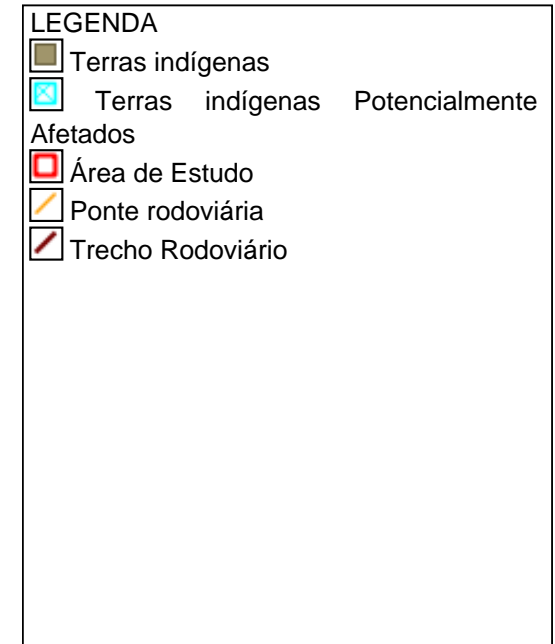 LEGENDA
Terras indígenas
Terras indígenas Potencialmente
Afetados
Área de Estudo
Ponte rodoviária
Trecho Rodoviário